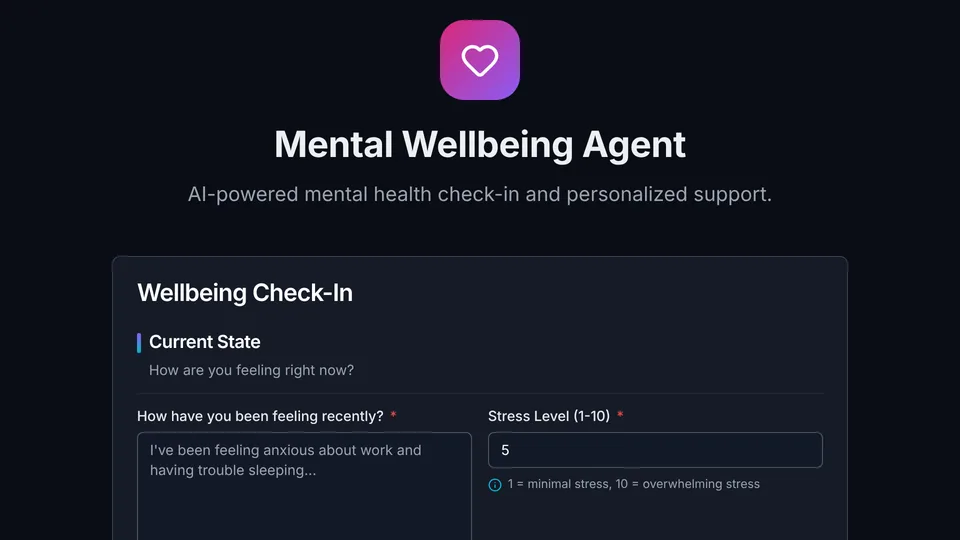 Mental Wellbeing Agent
AI-powered mental health check-in and personalized support.
Wellbeing Check-In
Current State
How are you feeling right now?
How have you been feeling recently? *
I've been feeling anxious about work and
having trouble sleeping...
Stress Level (1-10) *
5
1 = minimal stress, 10 = overwhelming stress